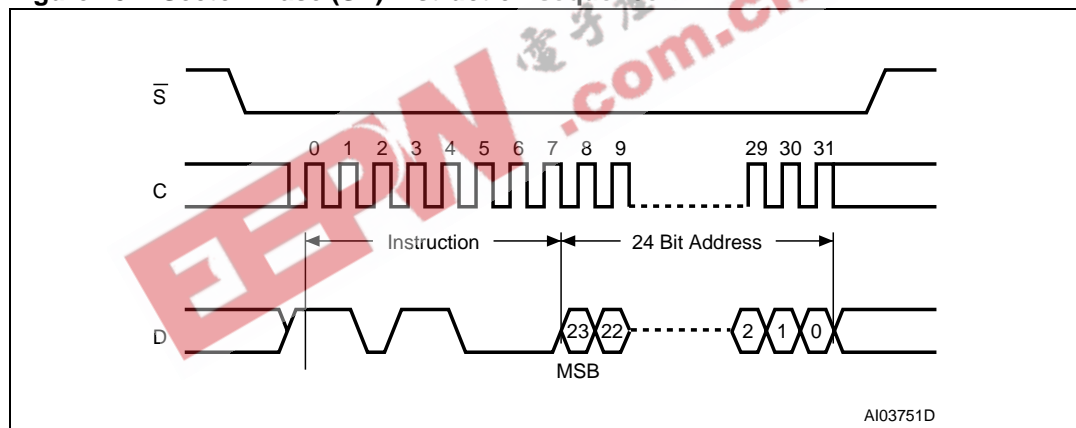 S
0 1 2 3 4 5 6 7 8 9 29 30 31
C
Instruction 24 Bit Address
D 23 22 2 1 0
MSB
AI03751D
EEPW .com.cn